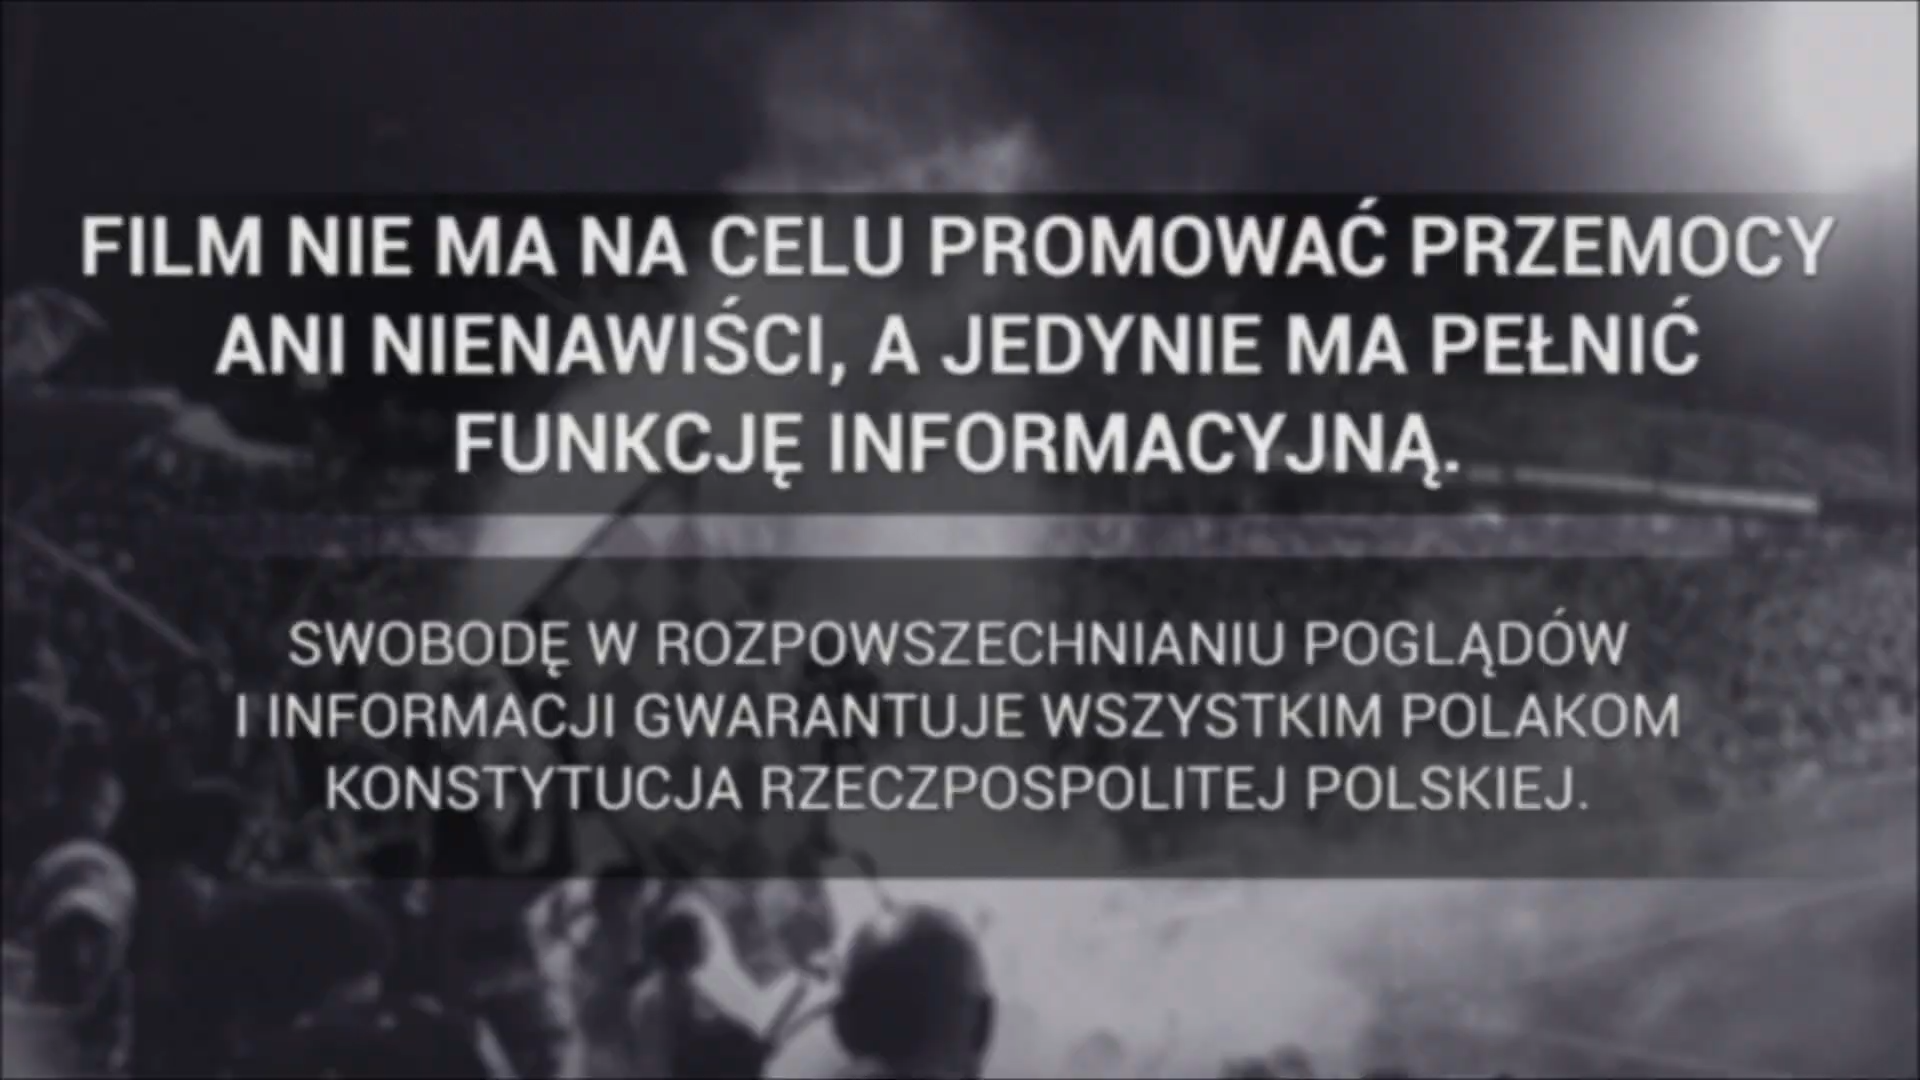 FILM NIE MA NA CELU PROMOWAĆ PRZEMOCY
ANI NIENAWIŚCI, A JEDYNIE MA PEŁNIĆ
FUNKCJĘ INFORMACYJNĄ.
SWOBODĘ W ROZPOWSZECHNIANIU POGLĄDÓW
I INFORMACJI GWARANTUJE WSZYSTKIM POLAKOM
KONSTYTUCJA RZECZPOSPOLITEJ POLSKIEJ.